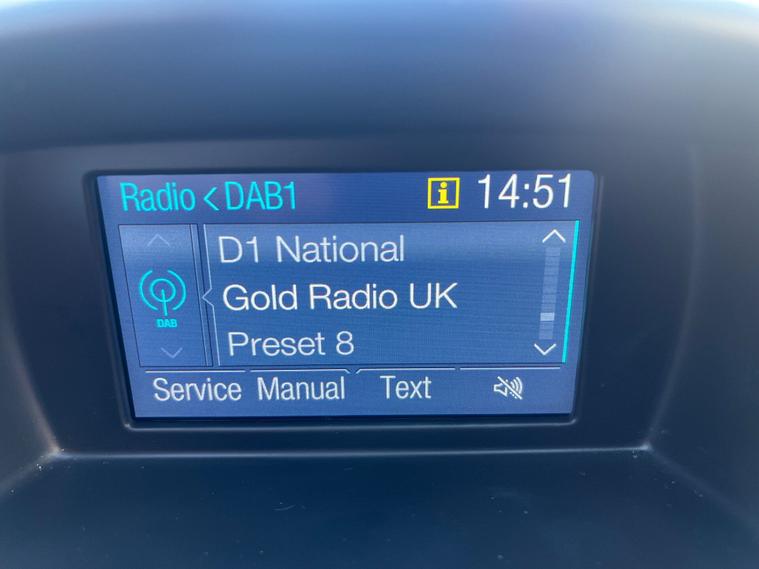 Radio < DAB1 i 14:51
D1 National
Gold Radio UK
DAB
Preset 8
Service Manual Text